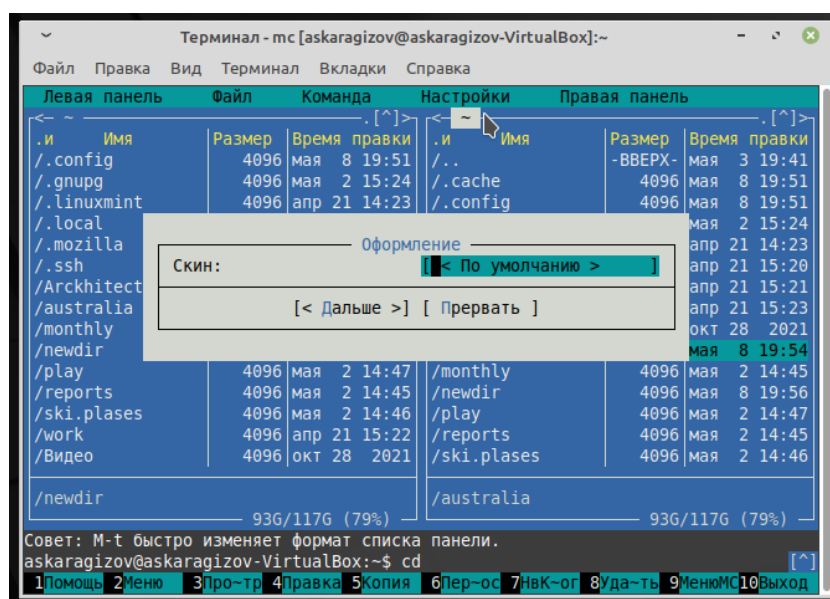 Терминал - mc [askaragizov@askaragizov-VirtualBox]:~
Файл Правка Вид Терминал Вкладки Справка
Левая панель Файл Команда Настройки Правая панель
<- ~ .[^]> <- ~ .[^]>
.и Имя Размер Время правки .и Имя Размер Время правки
/.config 4096 мая 8 19:51 /.. -ВВЕРХ- мая 3 19:41
/.gnupg 4096 мая 2 15:24 /.cache 4096 мая 8 19:51
/.linuxmint 4096 апр 21 14:23 /.config 4096 мая 8 19:51
/.local мая 2 15:24
/.mozilla Оформление апр 21 14:23
/.ssh Скин: [ < По умолчанию > ] апр 21 15:20
/Arckhitect апр 21 15:21
/australia [< Дальше >] [ Прервать ] апр 21 15:23
/monthly окт 28 2021
/newdir мая 8 19:54
/play 4096 мая 2 14:47 /monthly 4096 мая 2 14:45
/reports 4096 мая 2 14:45 /newdir 4096 мая 8 19:56
/ski.plases 4096 мая 2 14:46 /play 4096 мая 2 14:47
/work 4096 апр 21 15:22 /reports 4096 мая 2 14:45
/Видео 4096 окт 28 2021 /ski.plases 4096 мая 2 14:46
/newdir /australia
93G/117G (79%) 93G/117G (79%)
Совет: M-t быстро изменяет формат списка панели.
askaragizov@askaragizov-VirtualBox:~$ cd [^]
1Помощь 2Меню 3Про~тр 4Правка 5Копия 6Пер~ос 7НвК~ог 8Уда~ть 9МенюMC 10Выход